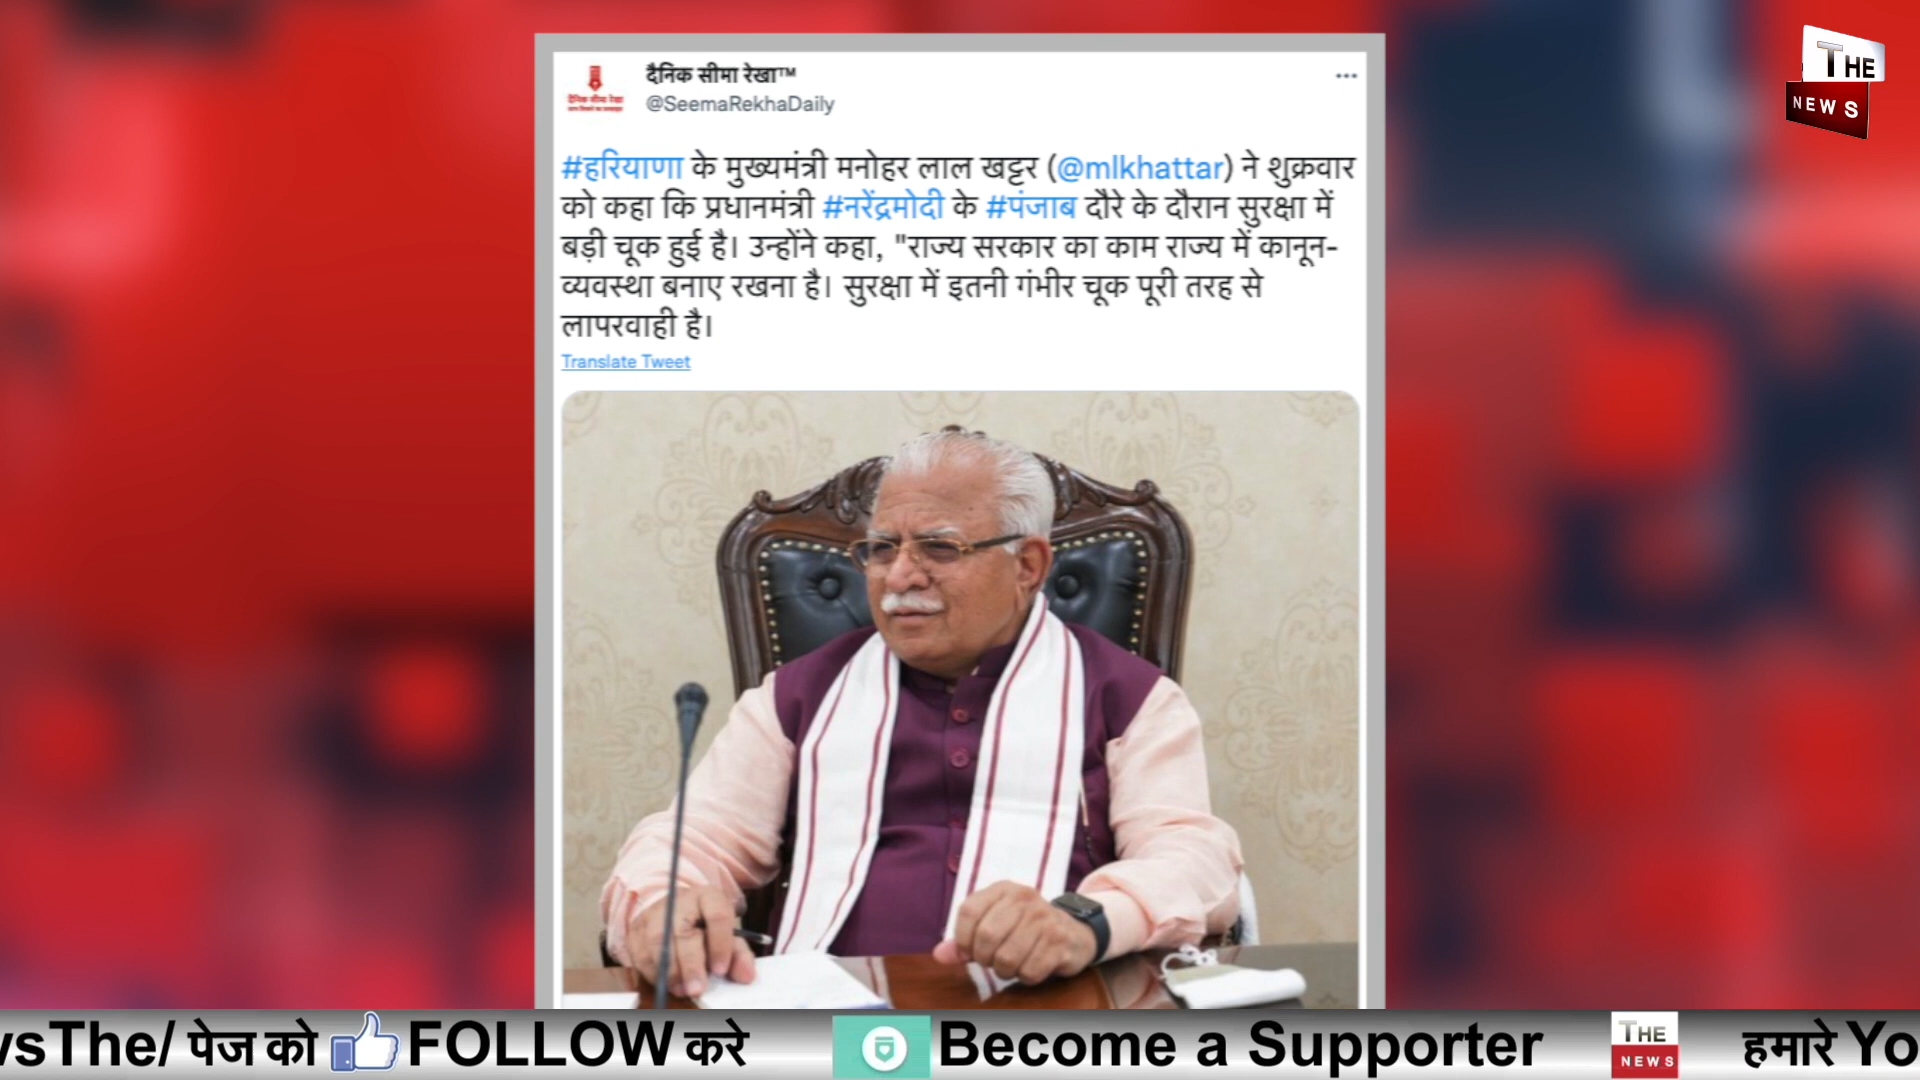 दैनिक सीमा रेखा™
@SeemaRekhaDaily
#हरियाणा के मुख्यमंत्री मनोहर लाल खट्टर (@mlkhattar) ने शुक्रवार
को कहा कि प्रधानमंत्री #नरेंद्रमोदी के #पंजाब दौरे के दौरान सुरक्षा में
बड़ी चूक हुई है। उन्होंने कहा, "राज्य सरकार का काम राज्य में कानून-
व्यवस्था बनाए रखना है। सुरक्षा में इतनी गंभीर चूक पूरी तरह से
लापरवाही है।
Translate Tweet
THE
NEWS
vsThe/ पेज को FOLLOW करे Become a Supporter THE NEWS हमारे Yo